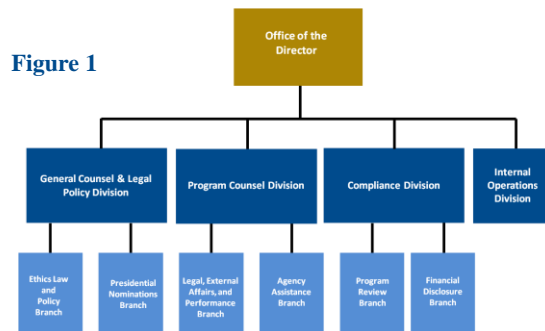 Figure 1
Office of the
Director
General Counsel & Legal
Policy Division
Program Counsel Division
Compliance Division
Internal
Operations
Division
Ethics Law
and
Policy
Branch
Presidential
Nominations
Branch
Legal, External
Affairs, and
Performance
Branch
Agency
Assistance
Branch
Program
Review
Branch
Financial
Disclosure
Branch